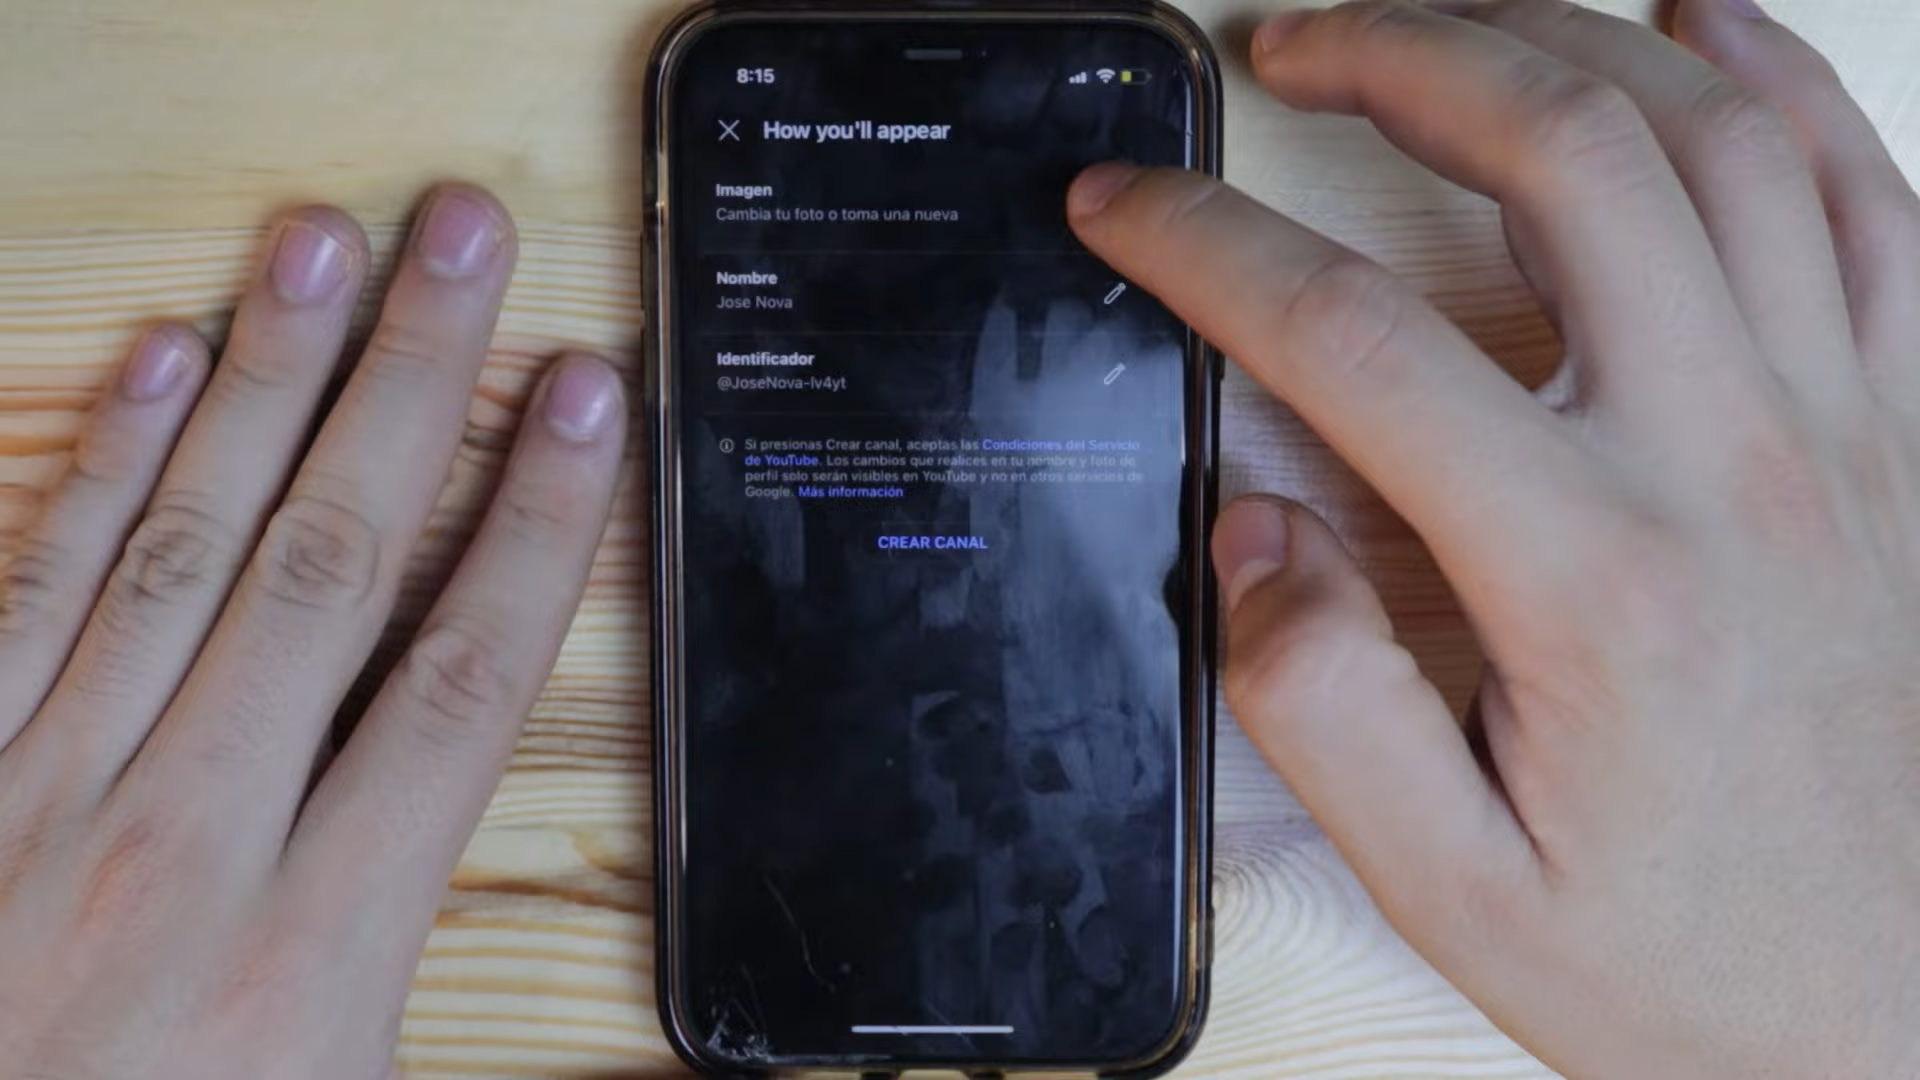 8:15
How you'll appear
Imagen
Cambia tu foto o toma una nueva
Nombre
Jose Nova
Identificador
@JoseNova-lv4yt
Si presionas Crear canal, aceptas las Condiciones del Servicio
de YouTube. Los cambios que realices en tu nombre y foto de
perfil solo serán visibles en YouTube y no en otros servicios de
Google. Más información
CREAR CANAL